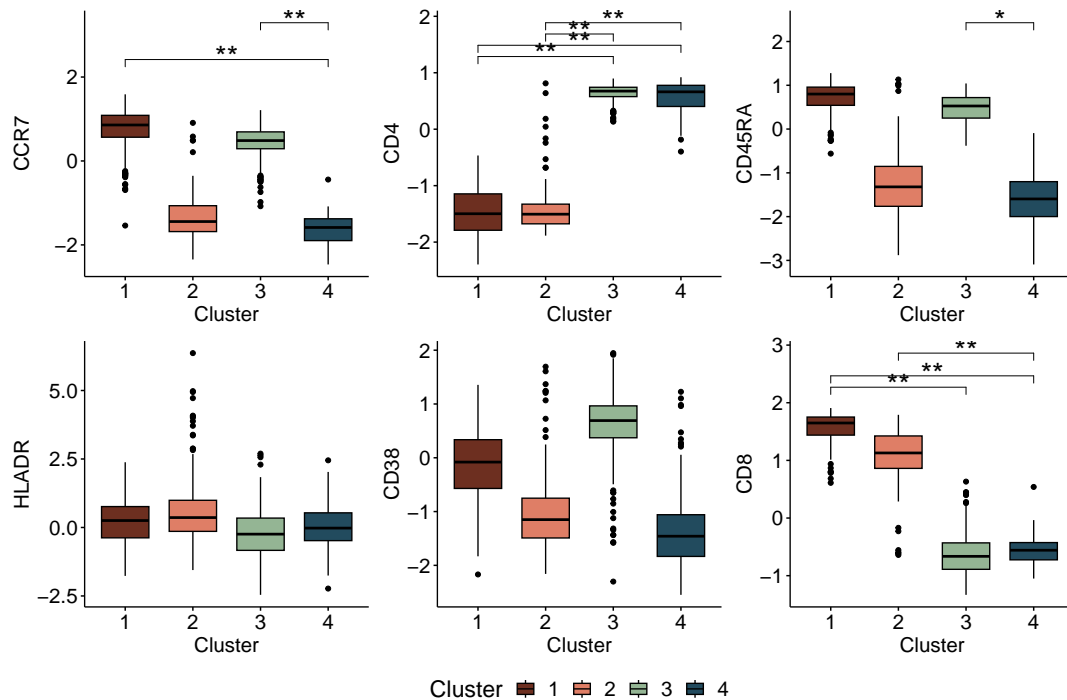 ** ** **
** ** *
** **
2 1 1
0 0 0
−2 −1 −1
−2 −2
−3
CCR7 CD4 CD45RA
1 2 3 4 1 2 3 4 1 2 3 4
Cluster Cluster Cluster
** ** **
5.0 2 3
2.5 1 2
0.0 0 1
−2.5 −1 0
−2 −1
HLADR CD38 CD8
1 2 3 4 1 2 3 4 1 2 3 4
Cluster Cluster Cluster
Cluster 1 2 3 4